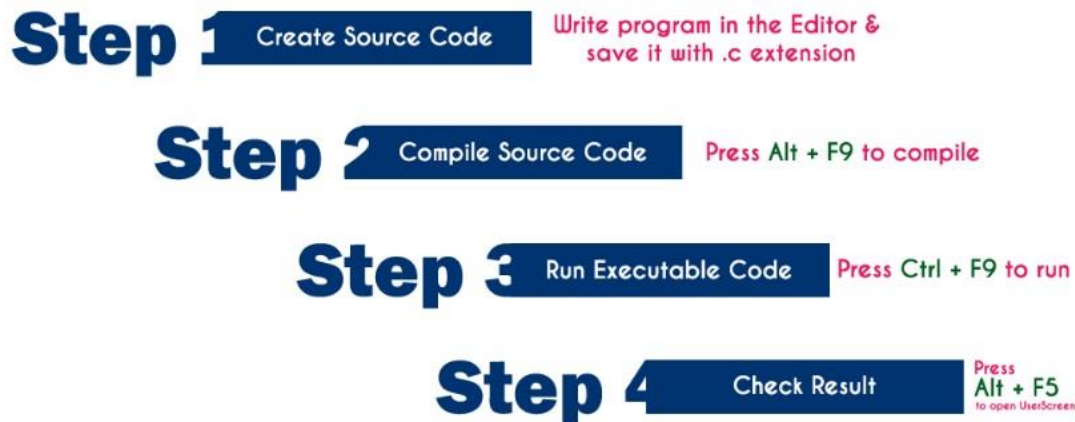 Step 1 Create Source Code
Write program in the Editor &
save it with .c extension
Step 2 Compile Source Code Press Alt + F9 to compile
Step 3 Run Executable Code Press Ctrl + F9 to run
Step 4 Check Result
Press
Alt + F5
to open UserScreen